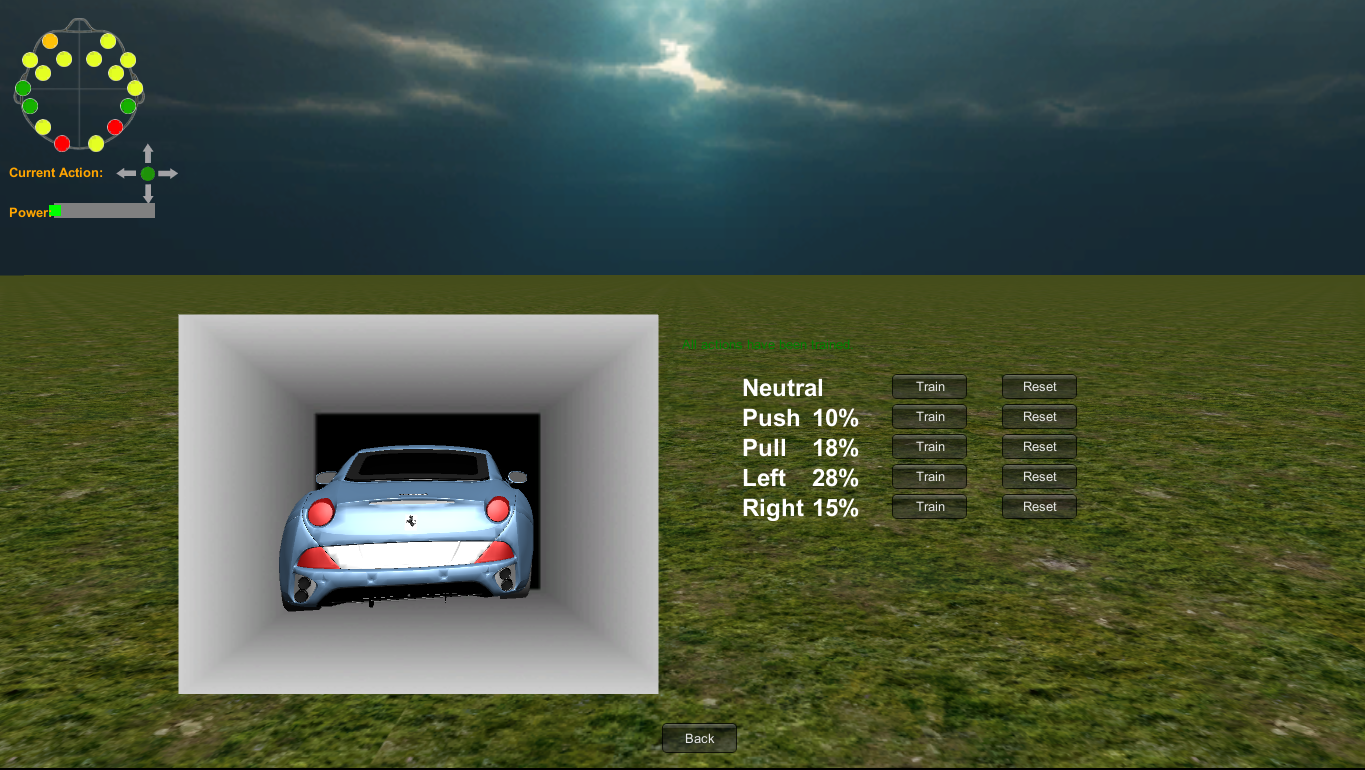 Current Action:
Power:
Neutral Train Reset
Push 10% Train Reset
Pull 18% Train Reset
Left 28% Train Reset
Right 15% Train Reset
Back